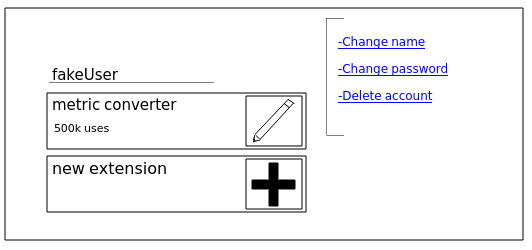 fakeUser
metric converter
500k uses
new extension
-Change name
-Change password
-Delete account